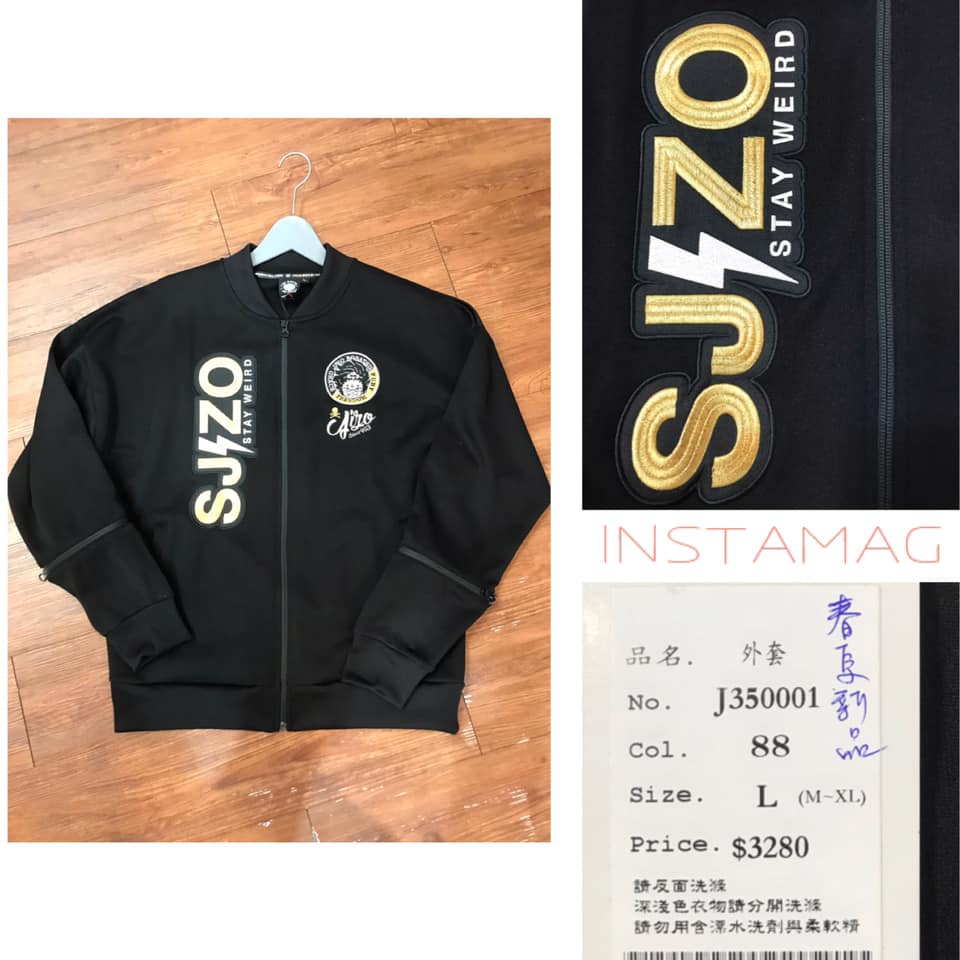 SJZO
STAY WEIRD
Aizo
SJZO
STAY WEIRD
INSTAMAG
春夏新品
品名. 外套
No. J350001
Col. 88
Size. L (M~XL)
Price. $3280
請反面洗滌
深淺色衣物請分開洗滌
請勿用含漂水洗劑與柔軟精